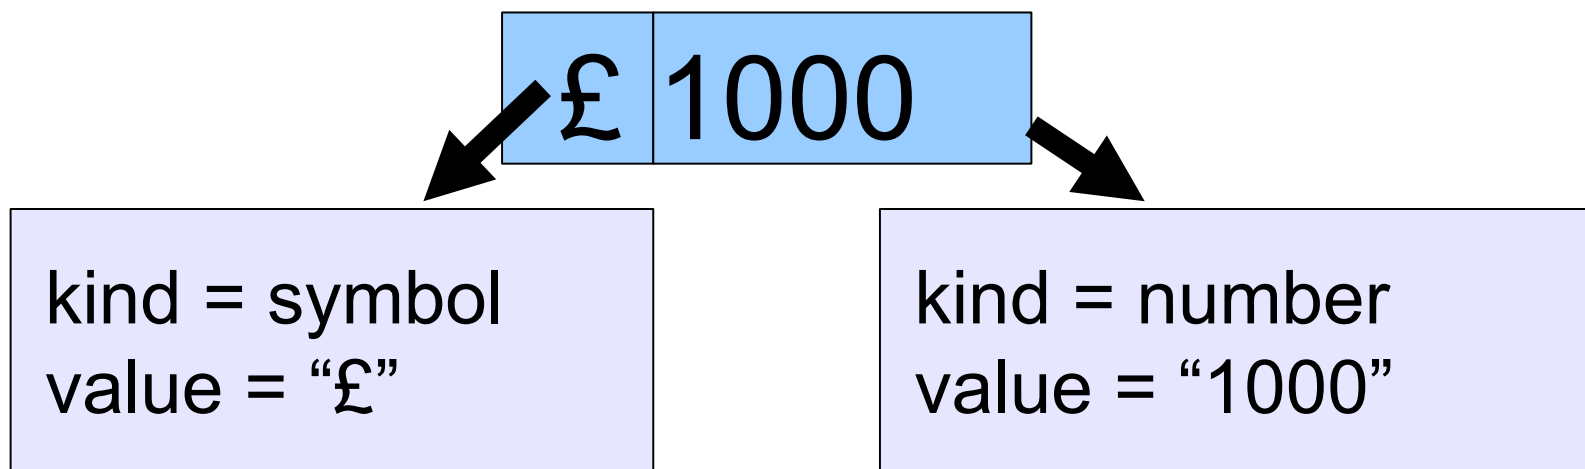 £ 1000
kind = symbol
value = “£”
kind = number
value = “1000”